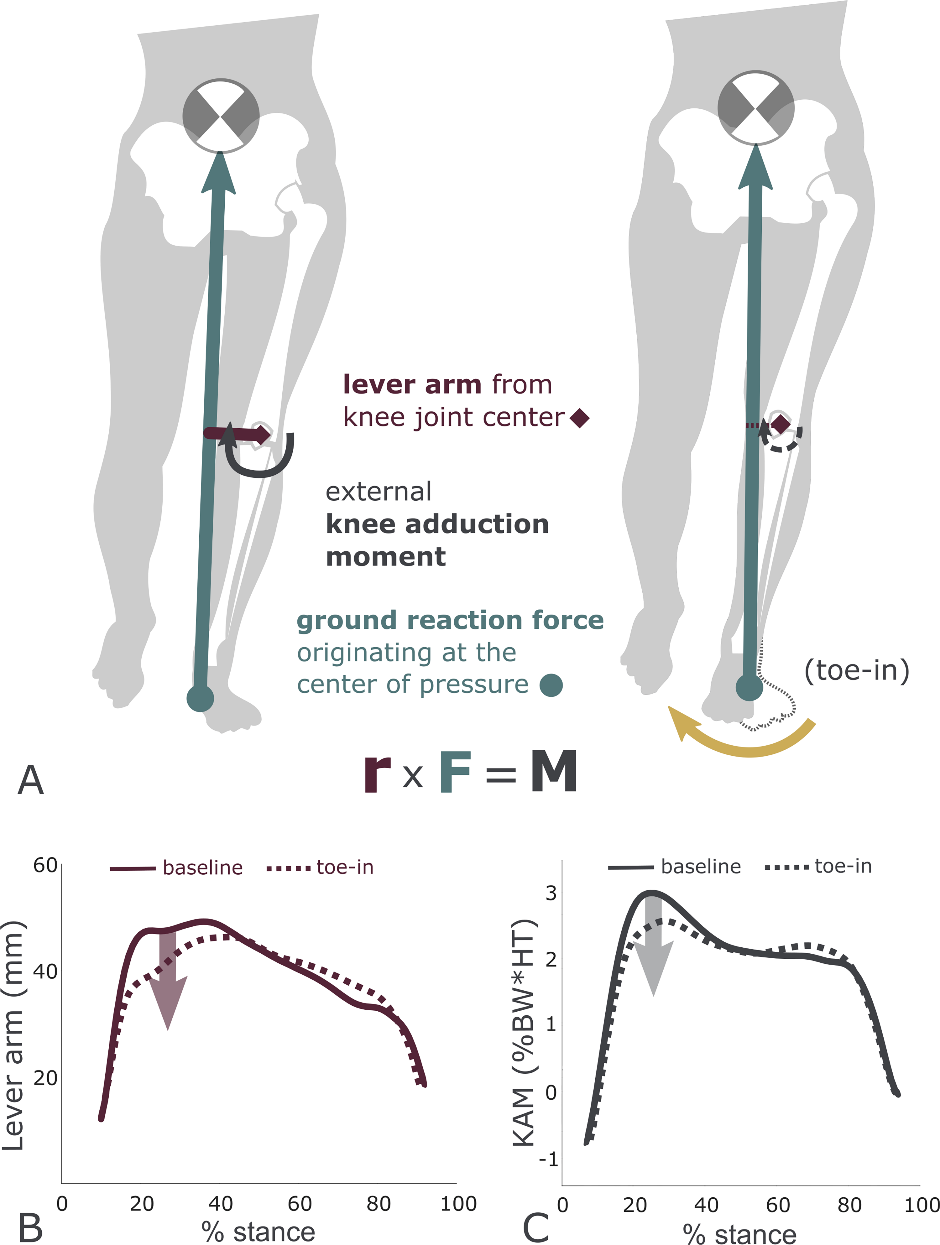 lever arm from
knee joint center
external
knee adduction
moment
ground reaction force
originating at the
center of pressure
(toe-in)
A
r x F = M
60
40
20
0 20 40 60 80 100
Lever arm (mm)
baseline toe-in
% stance
B
3
2
1
0
-1
0 20 40 60 80 100
KAM (%BW*HT)
baseline toe-in
% stance
C